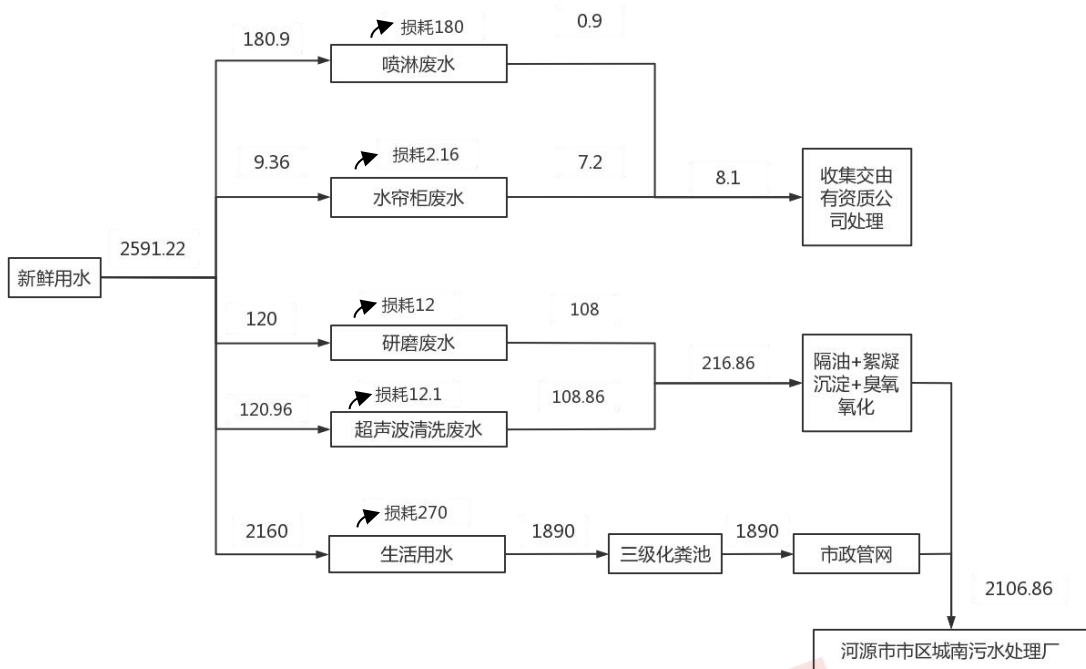 180.9
损耗180
0.9
喷淋废水
9.36
损耗2.16
7.2
水帘柜废水
8.1
收集交由
有资质公
司处理
2591.22
新鲜用水
120
损耗12
108
研磨废水
216.86
隔油+絮凝
沉淀+臭氧
氧化
120.96
损耗12.1
108.86
超声波清洗废水
2160
损耗270
生活用水
1890
三级化粪池
1890
市政管网
2106.86
河源市市区城南污水处理厂